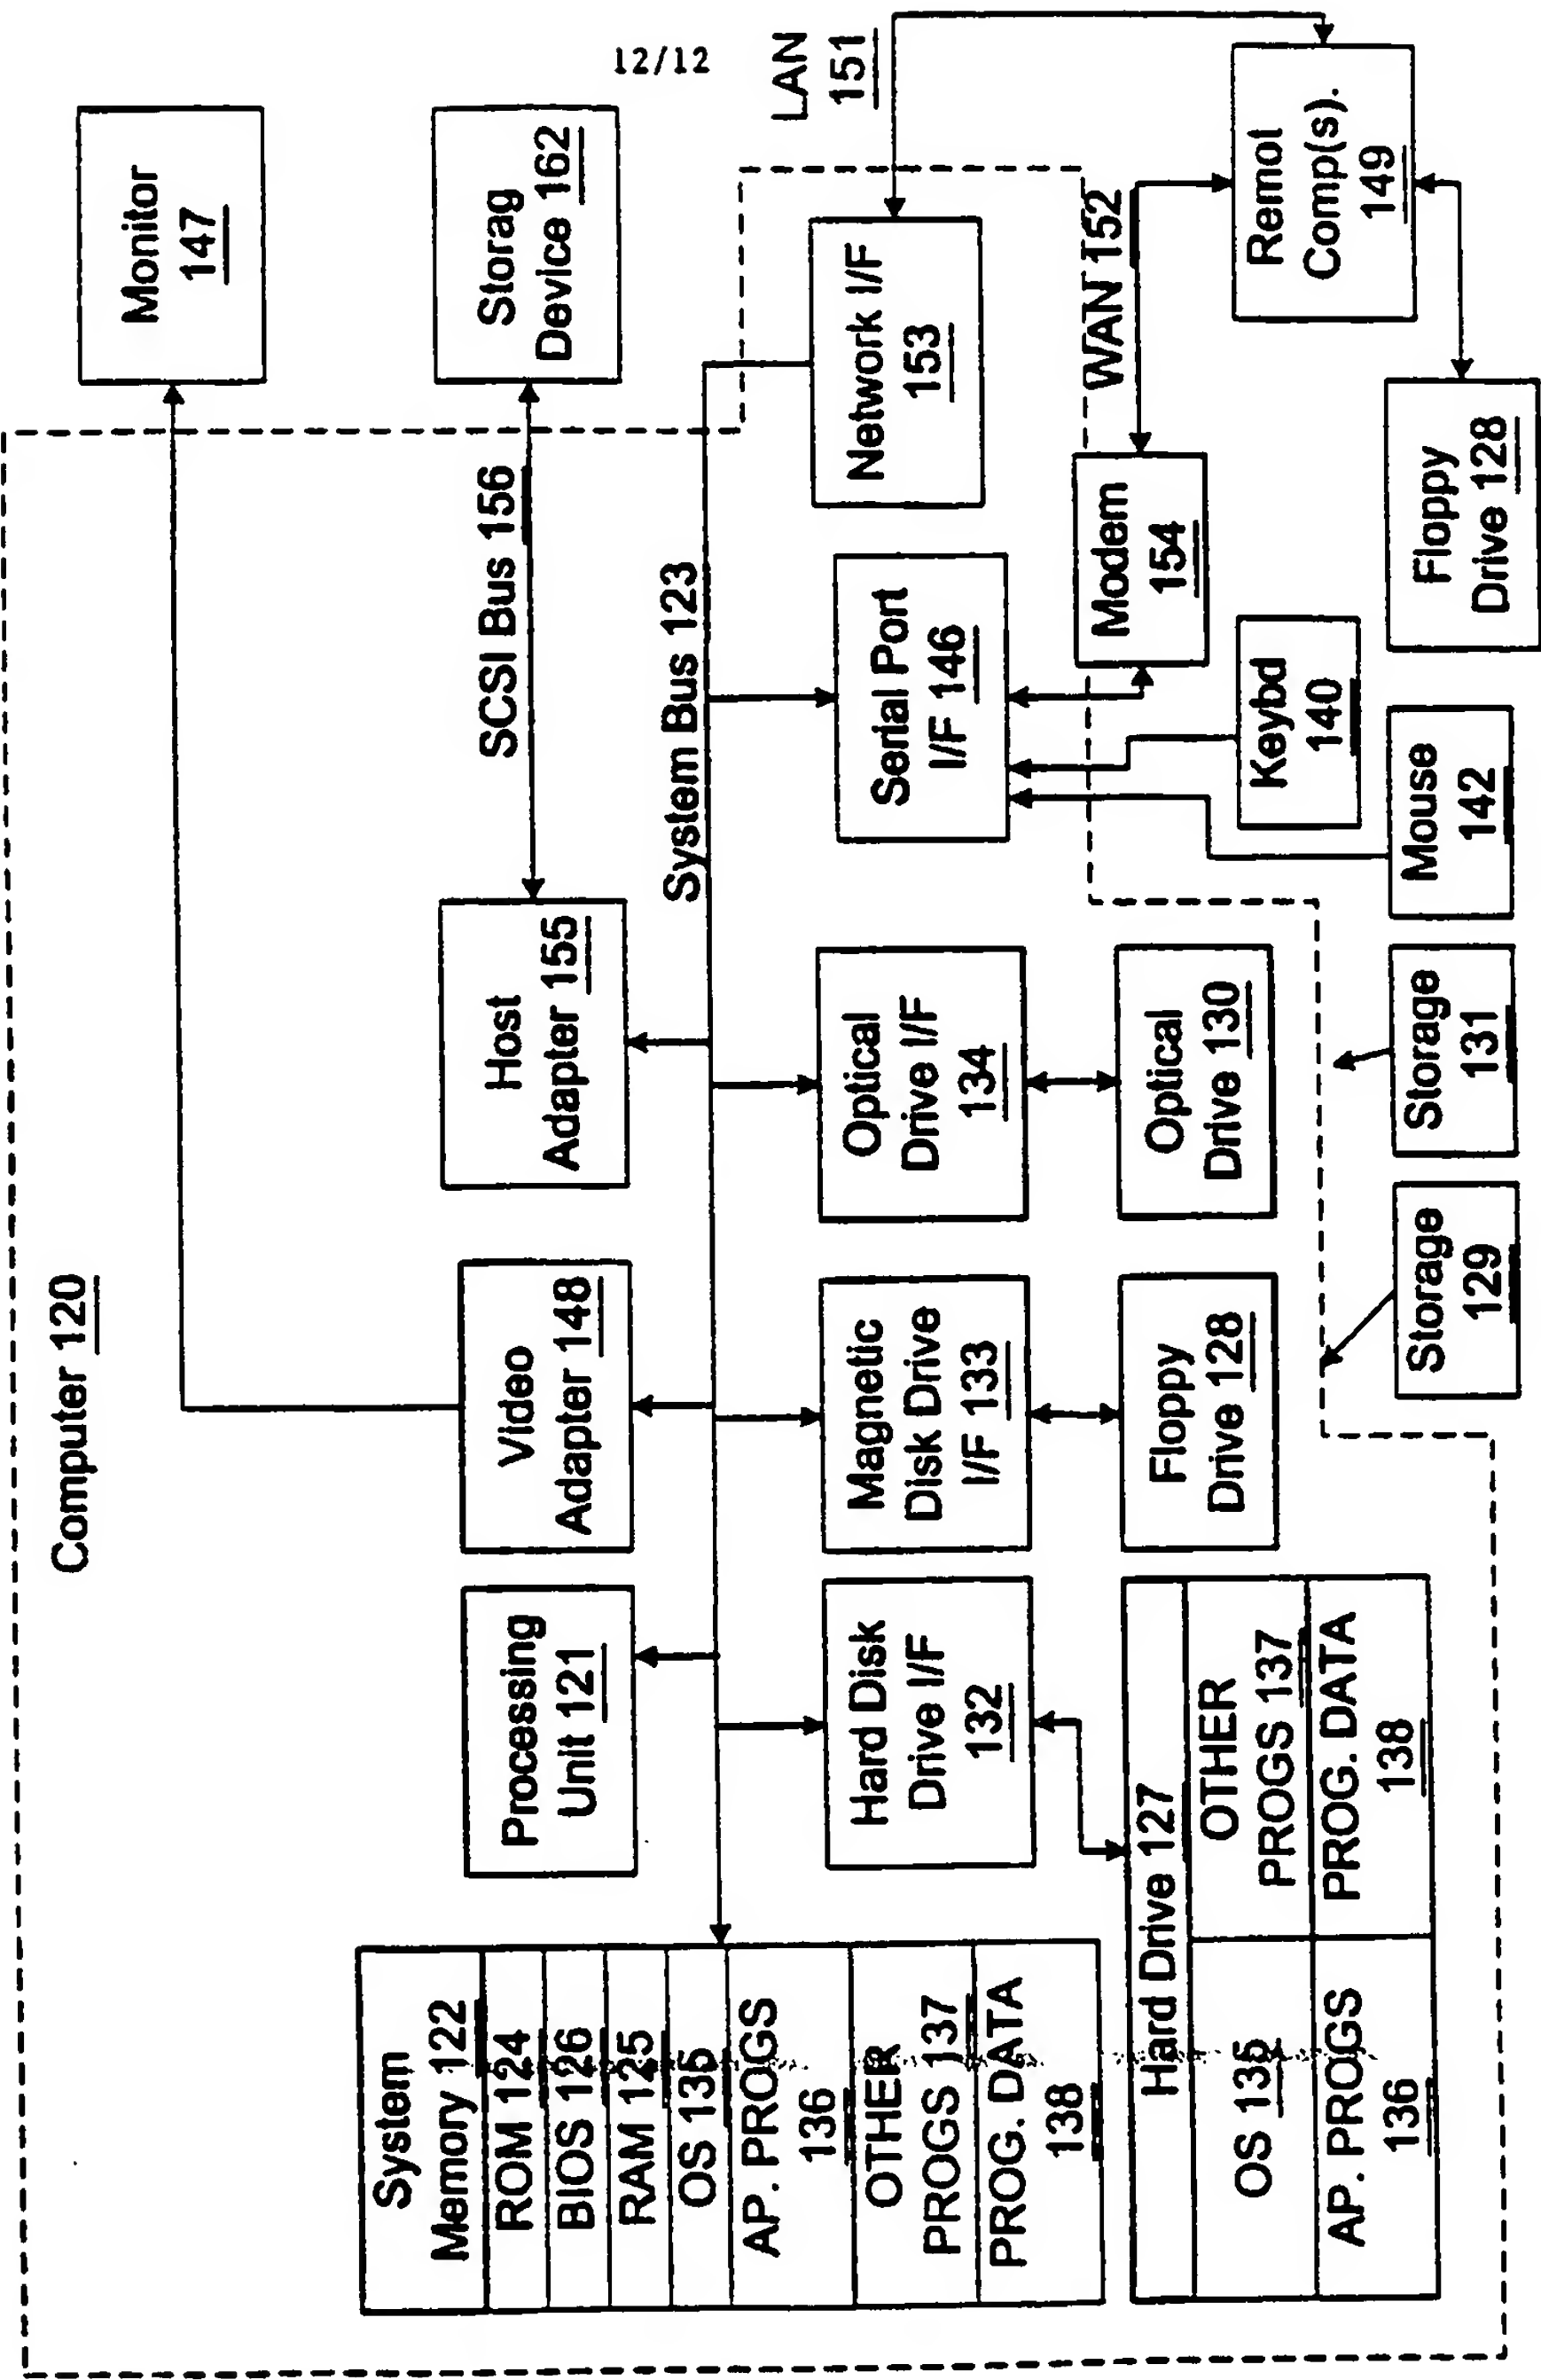 12/12
Computer 120
Monitor
147
Storag
Device 162
SCSI Bus 156
Host
Adapter 155
Video
Adapter 148
Processing
Unit 121
System Bus 123
System
Memory 122
ROM 124
BIOS 126
RAM 125
OS 135
AP. PROGS
136
OTHER
PROGS 137
PROG. DATA
138
Hard Disk
Drive I/F
132
Magnetic
Disk Drive
I/F 133
Optical
Drive I/F
134
Serial Port
I/F 146
Network I/F
153
LAN
151
Hard Drive 127
OS 135
OTHER
PROGS 137
AP. PROGS
136
PROG. DATA
138
Floppy
Drive 128
Optical
Drive 130
Modem
154
WAN 152
Remot
Comp(s).
149
Keybd
140
Storage
129
Storage
131
Mouse
142
Floppy
Drive 128